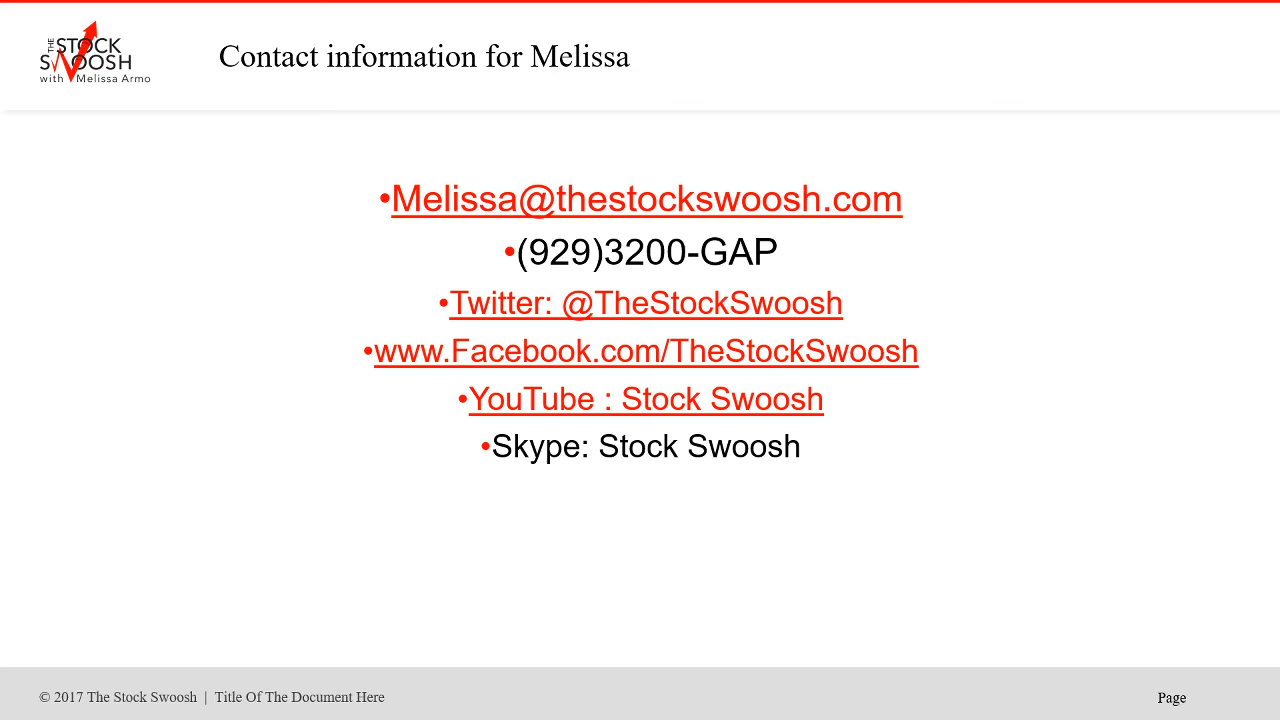 THE STOCK
SWOOSH
with Melissa Armo
Contact information for Melissa
•Melissa@thestockswoosh.com
•(929)3200-GAP
•Twitter: @TheStockSwoosh
•www.Facebook.com/TheStockSwoosh
•YouTube : Stock Swoosh
•Skype: Stock Swoosh
© 2017 The Stock Swoosh | Title Of The Document Here
Page